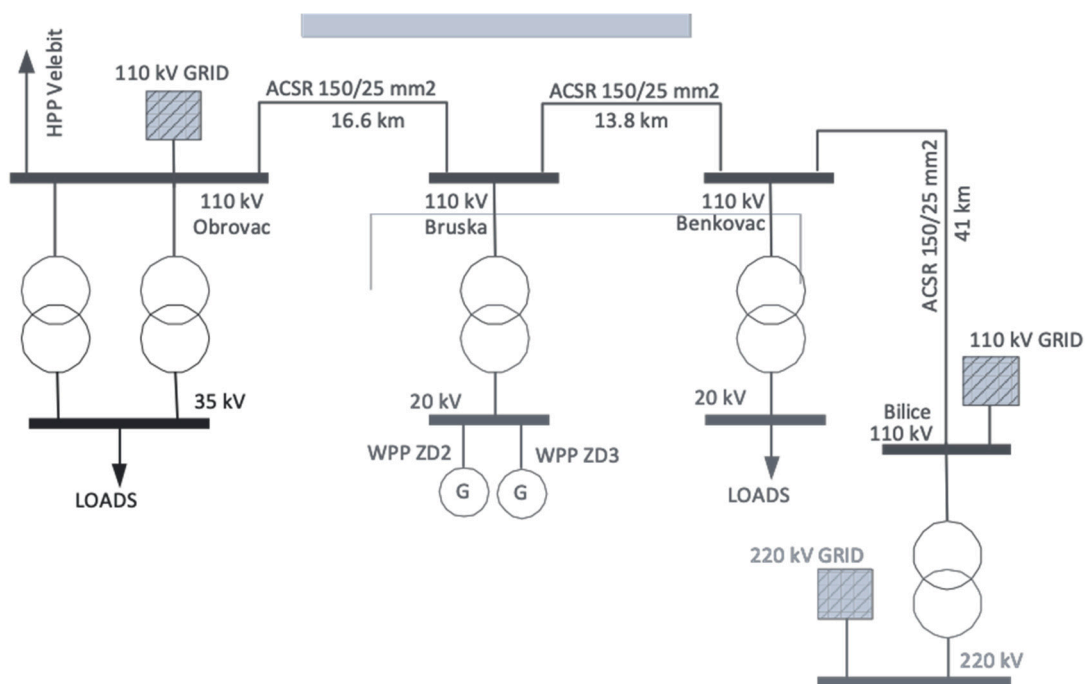 HPP Velebit
110 kV GRID
ACSR 150/25 mm2
16.6 km
ACSR 150/25 mm2
13.8 km
ACSR 150/25 mm2
41 km
110 kV
Obrovac
110 kV
Bruska
110 kV
Benkovac
110 kV GRID
35 kV
20 kV
20 kV
Bilice
110 kV
WPP ZD2
WPP ZD3
G
G
LOADS
LOADS
220 kV GRID
220 kV